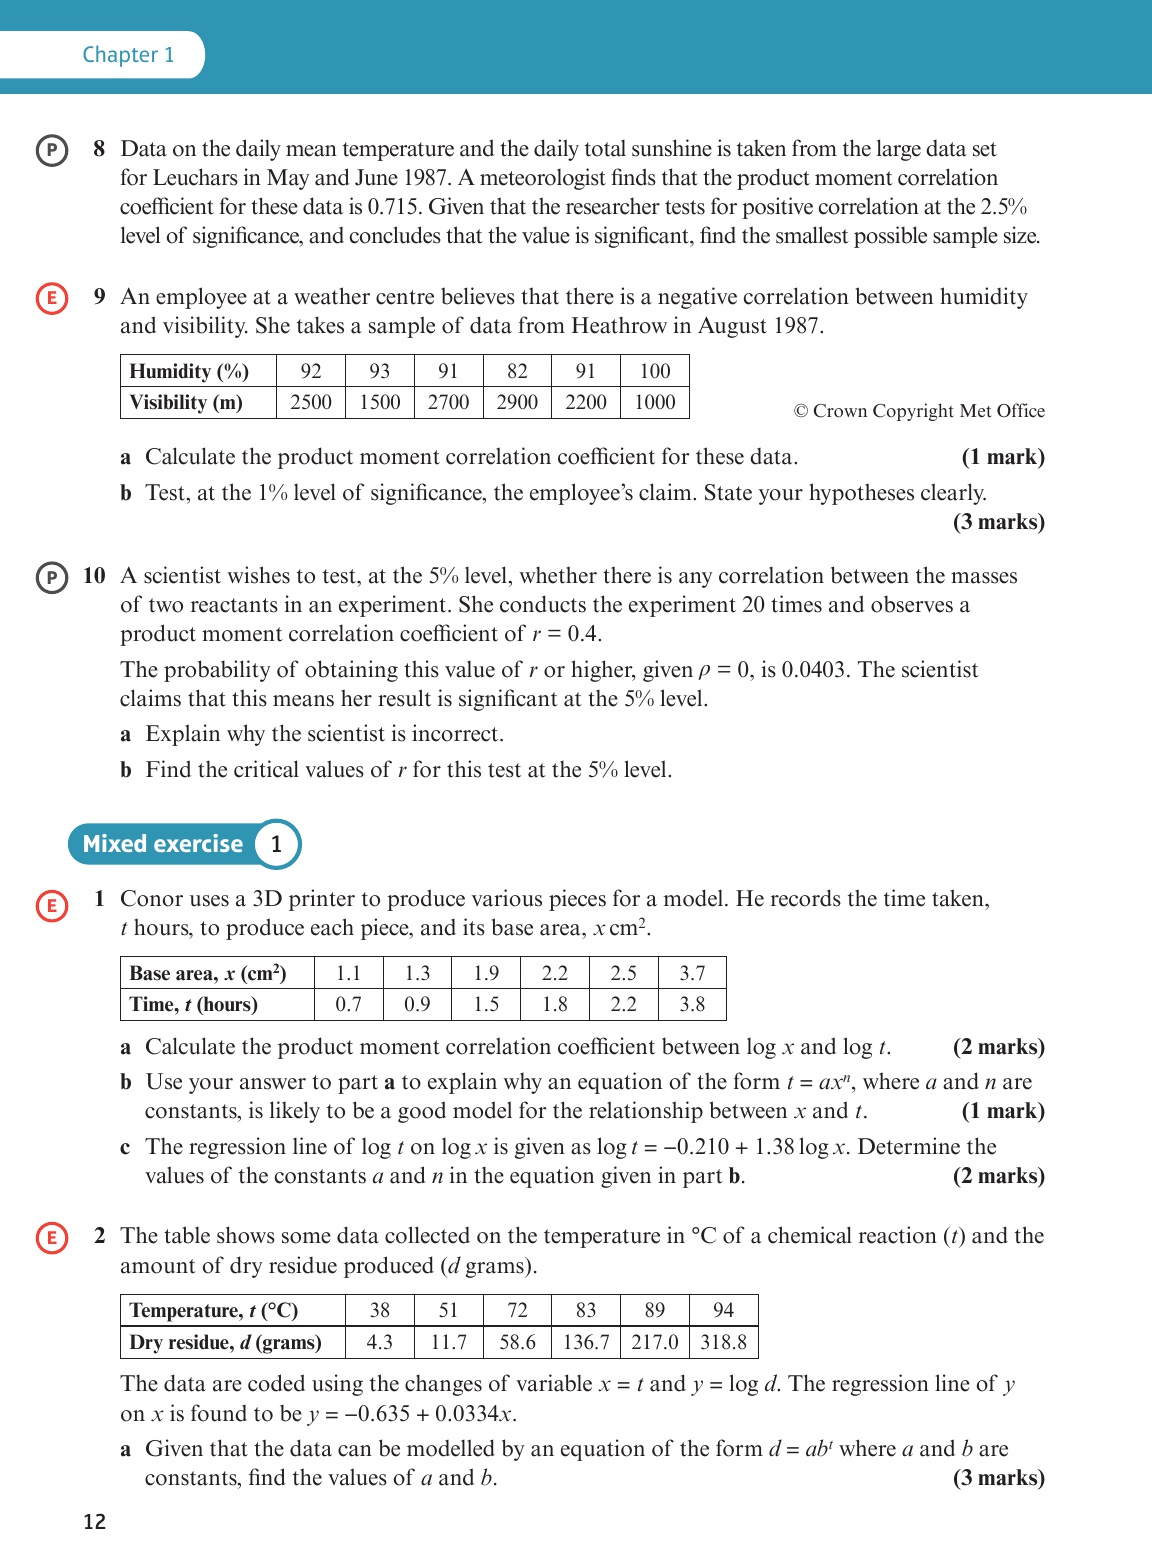 Chapter 1
P 8 Data on the daily mean temperature and the daily total sunshine is taken from the large data set
for Leuchars in May and June 1987. A meteorologist finds that the product moment correlation
coefficient for these data is 0.715. Given that the researcher tests for positive correlation at the 2.5%
level of significance, and concludes that the value is significant, find the smallest possible sample size.
E 9 An employee at a weather centre believes that there is a negative correlation between humidity
and visibility. She takes a sample of data from Heathrow in August 1987.
Humidity (%) 92 93 91 82 91 100
Visibility (m) 2500 1500 2700 2900 2200 1000
© Crown Copyright Met Office
a Calculate the product moment correlation coefficient for these data. (1 mark)
b Test, at the 1% level of significance, the employee’s claim. State your hypotheses clearly.
(3 marks)
P 10 A scientist wishes to test, at the 5% level, whether there is any correlation between the masses
of two reactants in an experiment. She conducts the experiment 20 times and observes a
product moment correlation coefficient of r = 0.4.
The probability of obtaining this value of r or higher, given ρ = 0, is 0.0403. The scientist
claims that this means her result is significant at the 5% level.
a Explain why the scientist is incorrect.
b Find the critical values of r for this test at the 5% level.
Mixed exercise 1
E 1 Conor uses a 3D printer to produce various pieces for a model. He records the time taken,
t hours, to produce each piece, and its base area, x cm².
Base area, x (cm²) 1.1 1.3 1.9 2.2 2.5 3.7
Time, t (hours) 0.7 0.9 1.5 1.8 2.2 3.8
a Calculate the product moment correlation coefficient between log x and log t. (2 marks)
b Use your answer to part a to explain why an equation of the form t = axⁿ, where a and n are
constants, is likely to be a good model for the relationship between x and t. (1 mark)
c The regression line of log t on log x is given as log t = −0.210 + 1.38 log x. Determine the
values of the constants a and n in the equation given in part b. (2 marks)
E 2 The table shows some data collected on the temperature in °C of a chemical reaction (t) and the
amount of dry residue produced (d grams).
Temperature, t (°C) 38 51 72 83 89 94
Dry residue, d (grams) 4.3 11.7 58.6 136.7 217.0 318.8
The data are coded using the changes of variable x = t and y = log d. The regression line of y
on x is found to be y = −0.635 + 0.0334x.
a Given that the data can be modelled by an equation of the form d = abᵗ where a and b are
constants, find the values of a and b. (3 marks)
12